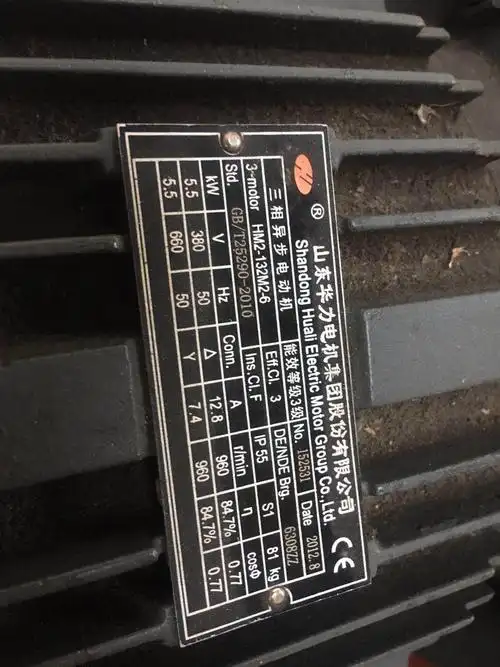 ® 山东华力电机集团股份有限公司 CE
Shandong Huali Electric Motor Group Co.,Ltd.
三相异步电动机 能效等级3级 No. 152531 Date 2012.8
3~motor HM2-132M2-6 Eff.Cl. 3 DE/NDE Brg. 6308ZZ
Std. GB/T25290-2010 Ins.Cl.F IP 55 S1 81 kg
kW V Hz Conn. A r/min η cosΦ
5.5 380 50 Δ 12.8 960 84.7% 0.77
5.5 660 50 Y 7.4 960 84.7% 0.77